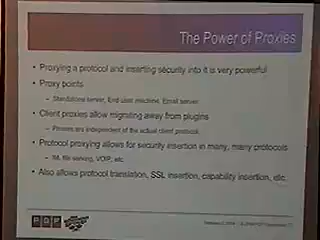 The Power of Proxies
Proxying a protocol and inserting security into it is very powerful
Proxy points
Standalone server, End user machine, Email server
Client proxies allow migrating away from plugins
Proxies are independent of the actual client protocol
Protocol proxying allows for security insertion in many, many protocols
IM, file serving, VOIP, etc.
Also allows protocol translation, SSL insertion, capability insertion, etc.
PGP